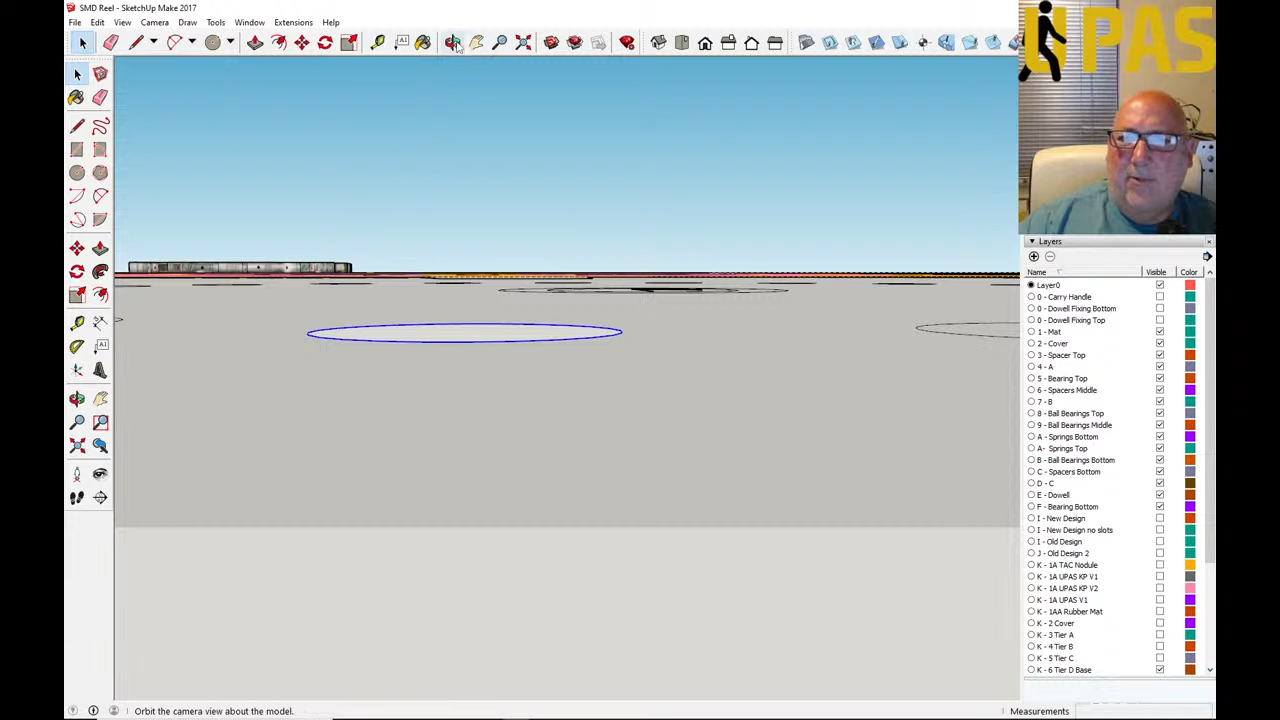 SMD Reel - SketchUp Make 2017
File Edit View Camera Draw Tools Window Extensions Help
UPAS
Layers
Name Visible Color
Layer0
0 - Carry Handle
0 - Dowell Fixing Bottom
0 - Dowell Fixing Top
1 - Mat
2 - Cover
3 - Spacer Top
4 - A
5 - Bearing Top
6 - Spacers Middle
7 - B
8 - Ball Bearings Top
9 - Ball Bearings Middle
A - Springs Bottom
A- Springs Top
B - Ball Bearings Bottom
C - Spacers Bottom
D - C
E - Dowell
F - Bearing Bottom
I - New Design
I - New Design no slots
I - Old Design
J - Old Design 2
K - 1A TAC Nodule
K - 1A UPAS KP V1
K - 1A UPAS KP V2
K - 1A UPAS V1
K - 1AA Rubber Mat
K - 2 Cover
K - 3 Tier A
K - 4 Tier B
K - 5 Tier C
K - 6 Tier D Base
Orbit the camera view about the model.
Measurements